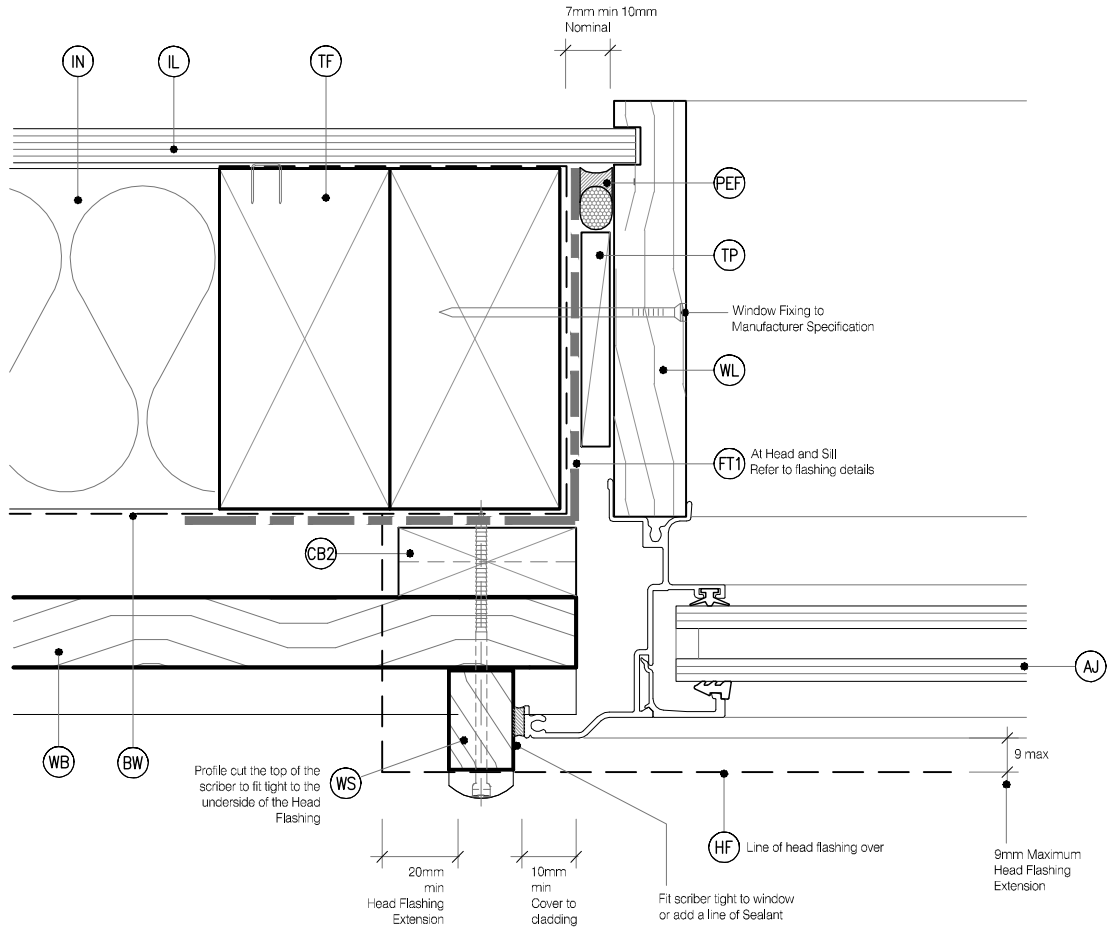 7mm min 10mm
Nominal
IN
IL
TF
PEF
TP
Window Fixing to
Manufacturer Specification
WL
FT1
At Head and Sill
Refer to flashing details
CB2
AJ
WB
BW
Profile cut the top of the
scriber to fit tight to the
underside of the Head
Flashing
WS
9 max
HF
Line of head flashing over
20mm
min
Head Flashing
Extension
10mm
min
Cover to
cladding
Fit scriber tight to window
or add a line of Sealant
9mm Maximum
Head Flashing
Extension